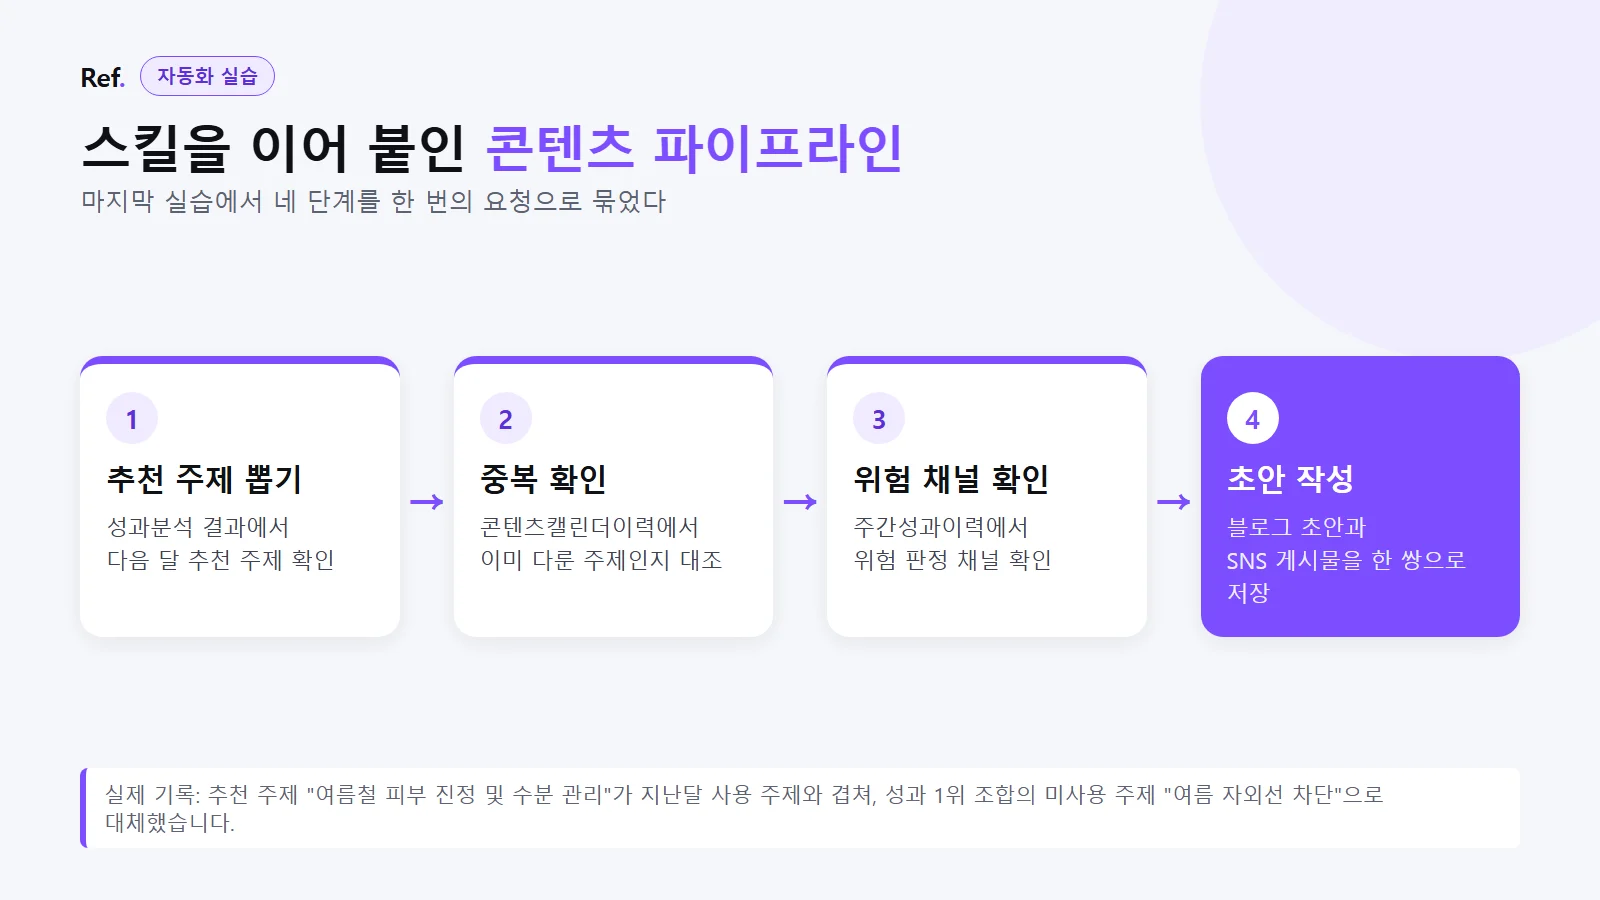 Ref. 자동화 실습
스킬을 이어 붙인 콘텐츠 파이프라인
마지막 실습에서 네 단계를 한 번의 요청으로 묶었다
1
추천 주제 뽑기
성과분석 결과에서
다음 달 추천 주제 확인
→
2
중복 확인
콘텐츠캘린더이력에서
이미 다룬 주제인지 대조
→
3
위험 채널 확인
주간성과이력에서
위험 판정 채널 확인
→
4
초안 작성
블로그 초안과
SNS 게시물을 한 쌍으로
저장
실제 기록: 추천 주제 "여름철 피부 진정 및 수분 관리"가 지난달 사용 주제와 겹쳐, 성과 1위 조합의 미사용 주제 "여름 자외선 차단"으로
대체했습니다.